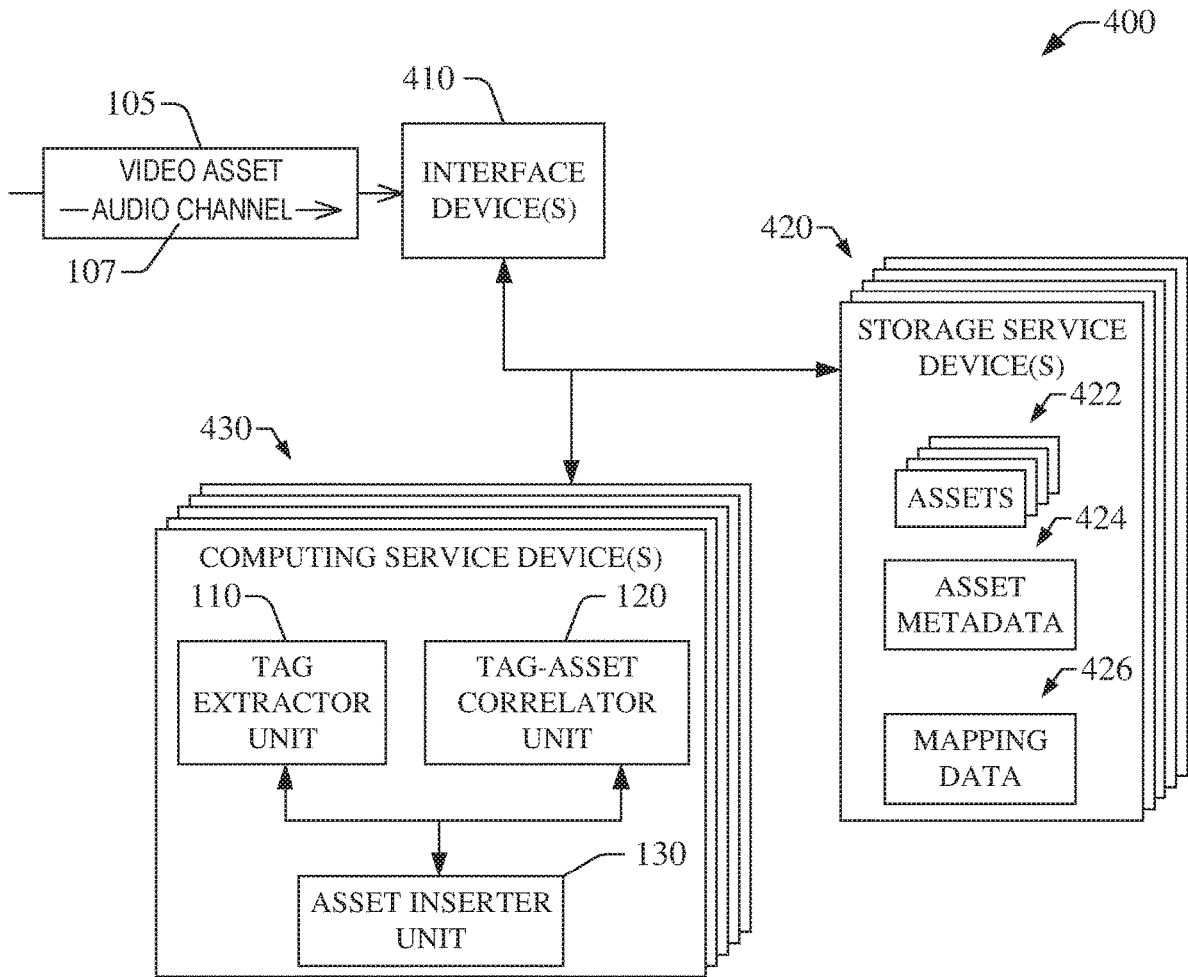 400
410
105
VIDEO ASSET
AUDIO CHANNEL
107
INTERFACE
DEVICE(S)
420
STORAGE SERVICE
DEVICE(S)
422
ASSETS
424
ASSET
METADATA
426
MAPPING
DATA
430
COMPUTING SERVICE DEVICE(S)
110
120
TAG
EXTRACTOR
UNIT
TAG-ASSET
CORRELATOR
UNIT
130
ASSET INSERTER
UNIT